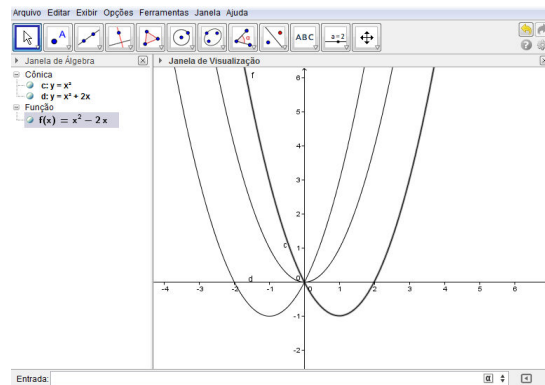 Arquivo Editar Exibir Opções Ferramentas Janela Ajuda
A
α
ABC
a=2
Janela de Álgebra
Janela de Visualização
Cônica
c: y = x²
d: y = x² + 2x
Função
f(x) = x² − 2 x
f
c
d
6
5
4
3
2
1
0
-1
-2
-4 -3 -2 -1 0 1 2 3 4 5 6
Entrada:
α